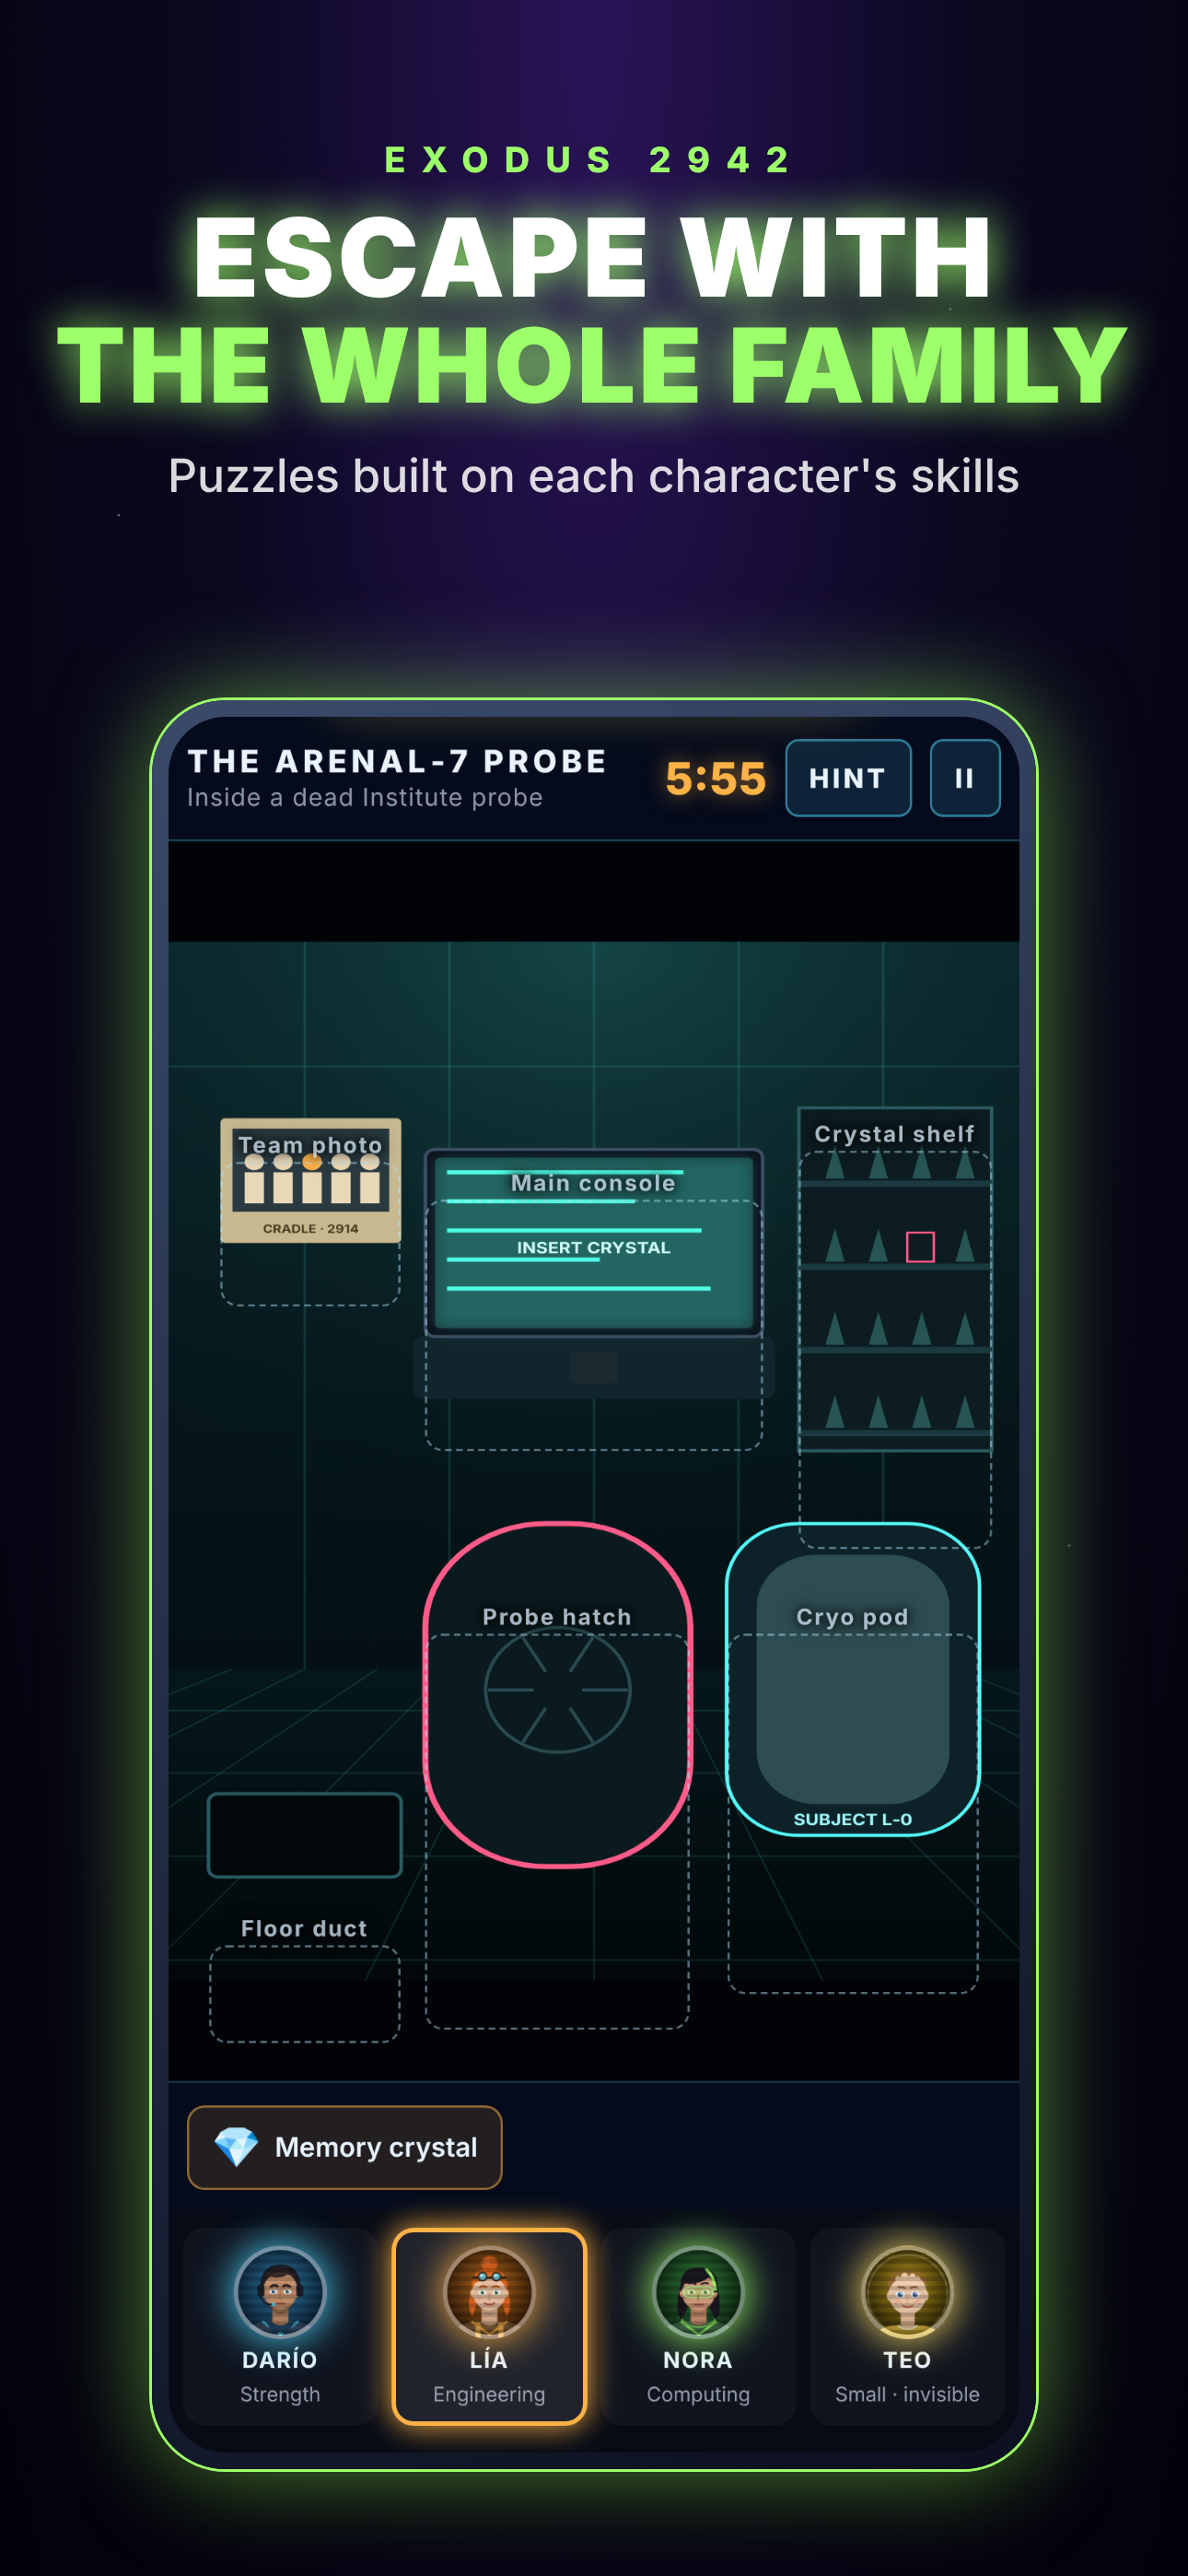 EXODUS 2942
ESCAPE WITH
THE WHOLE FAMILY
Puzzles built on each character's skills
THE ARENAL-7 PROBE
Inside a dead Institute probe
5:55
HINT
II
Team photo
CRADLE · 2914
Main console
INSERT CRYSTAL
Crystal shelf
Probe hatch
Cryo pod
SUBJECT L-0
Floor duct
Memory crystal
DARÍO
Strength
LÍA
Engineering
NORA
Computing
TEO
Small · invisible